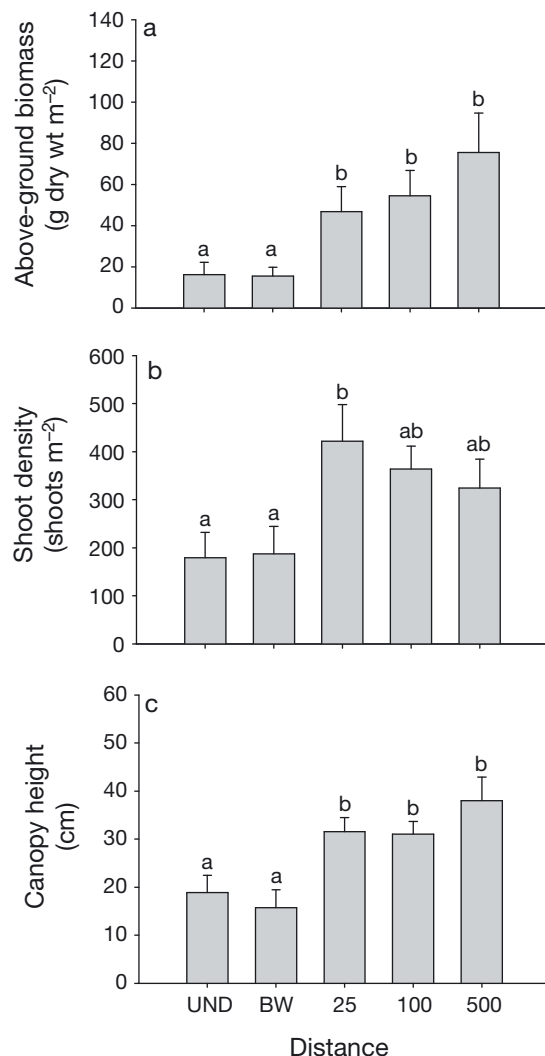 a
Above-ground biomass
(g dry wt m–2)
140
120
100
80
60
40
20
0
a
a
b
b
b
b
Shoot density
(shoots m–2)
600
500
400
300
200
100
0
a
a
b
ab
ab
c
Canopy height
(cm)
60
50
40
30
20
10
0
a
a
b
b
b
UND BW 25 100 500
Distance